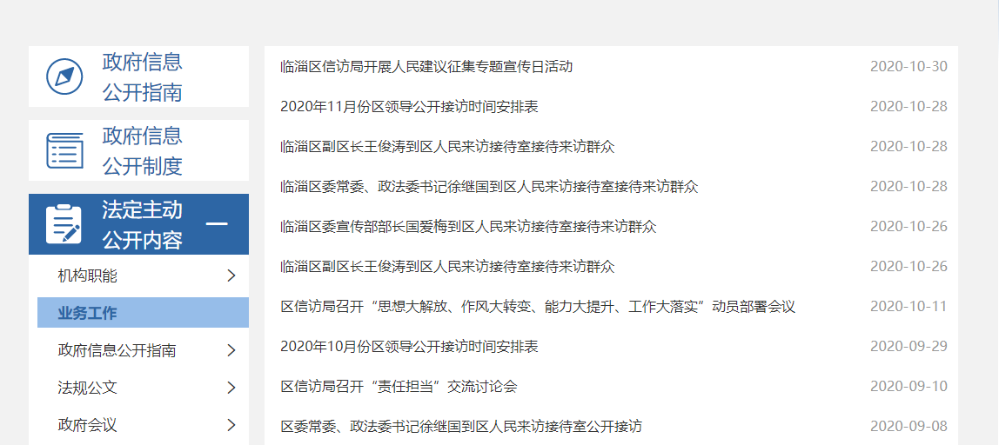 政府信息
公开指南
政府信息
公开制度
法定主动
公开内容
机构职能
业务工作
政府信息公开指南
法规公文
政府会议
临淄区信访局开展人民建议征集专题宣传日活动 2020-10-30
2020年11月份区领导公开接访时间安排表 2020-10-28
临淄区副区长王俊涛到区人民来访接待室接待来访群众 2020-10-28
临淄区委常委、政法委书记徐继国到区人民来访接待室接待来访群众 2020-10-28
临淄区委宣传部部长国爱梅到区人民来访接待室接待来访群众 2020-10-26
临淄区副区长王俊涛到区人民来访接待室接待来访群众 2020-10-26
区信访局召开“思想大解放、作风大转变、能力大提升、工作大落实”动员部署会议 2020-10-11
2020年10月份区领导公开接访时间安排表 2020-09-29
区信访局召开“责任担当”交流讨论会 2020-09-10
区委常委、政法委书记徐继国到区人民来访接待室公开接访 2020-09-08